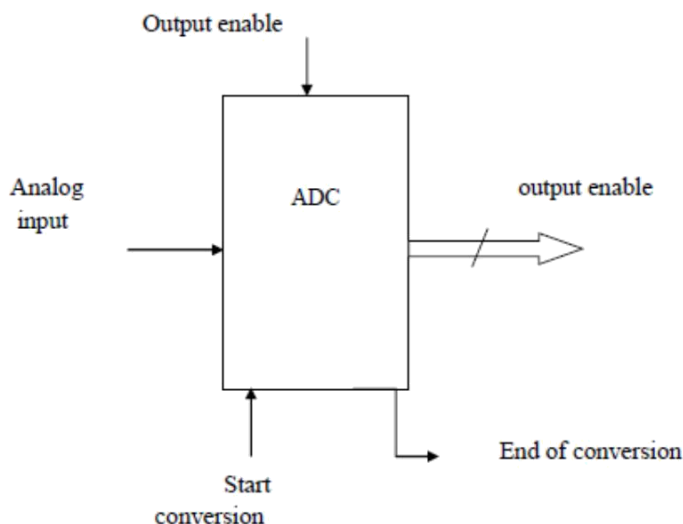 Output enable
Analog
input
ADC
output enable
End of conversion
Start
conversion